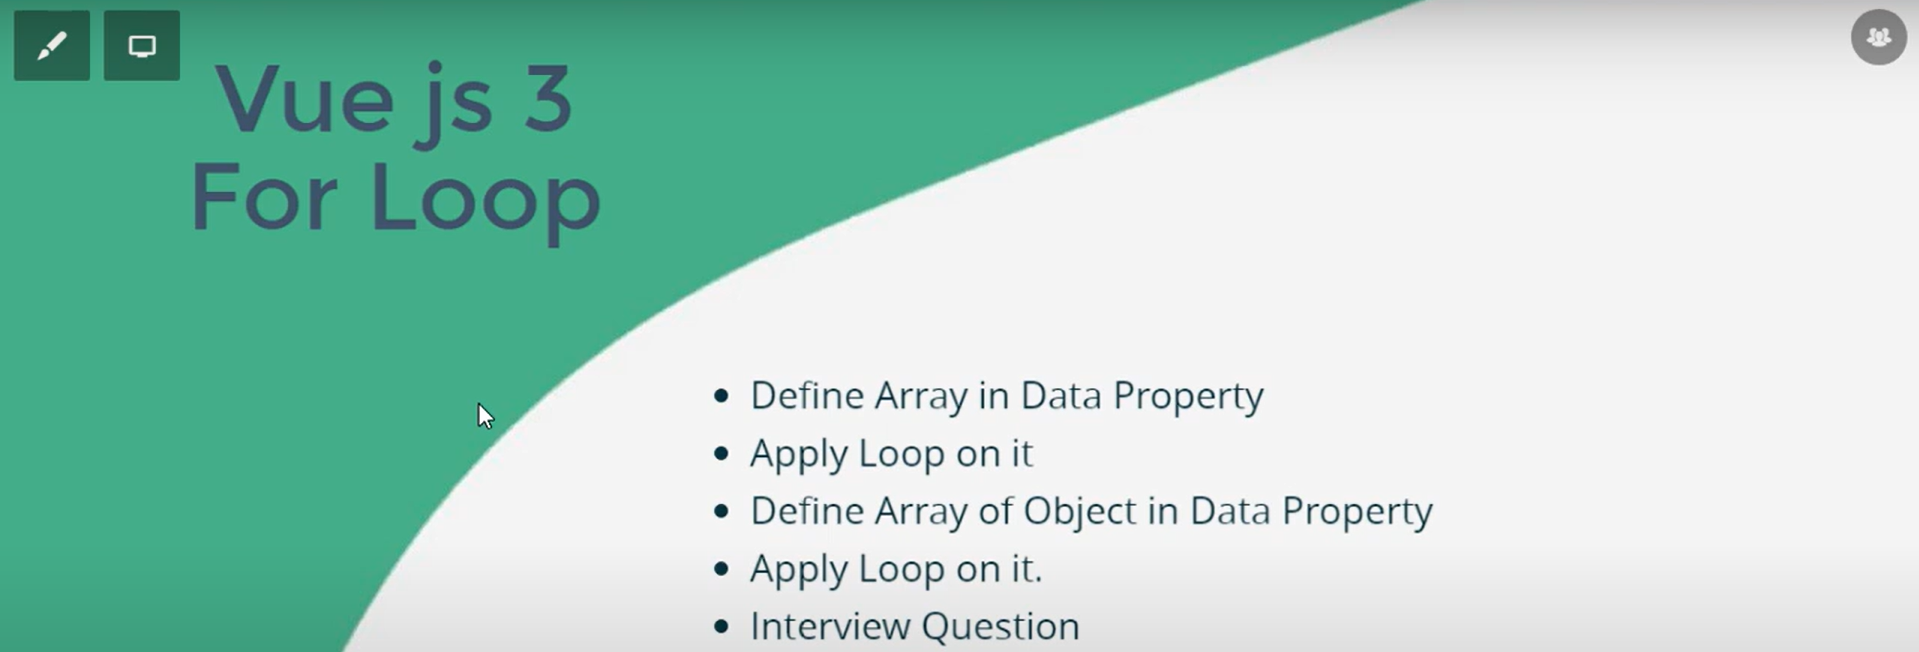 Vue js 3
For Loop
• Define Array in Data Property
• Apply Loop on it
• Define Array of Object in Data Property
• Apply Loop on it.
• Interview Question